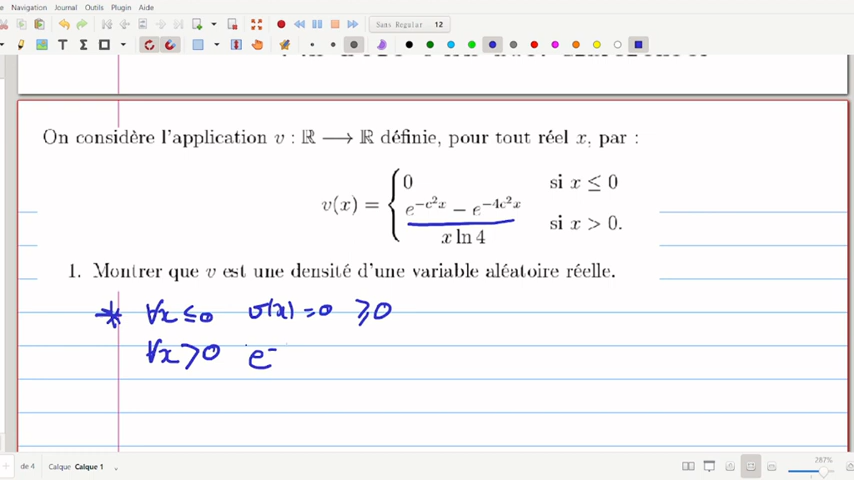 Navigation Journal Outils Plugin Aide
Sans Regular 12
On considère l'application v : ℝ ⟶ ℝ définie, pour tout réel x, par :
v(x) = { 0 si x ≤ 0
e^{-c²x} − e^{-4c²x} / x ln 4 si x > 0.
1. Montrer que v est une densité d'une variable aléatoire réelle.
* ∀x ≤ 0 v(x) = 0 ≥ 0
∀x > 0 e^-
de 4 Calque Calque 1 287%